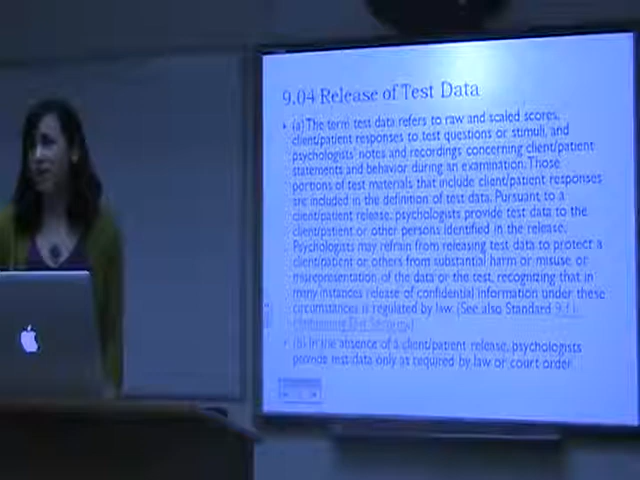 9.04 Release of Test Data
(a) The term test data refers to raw and scaled scores,
client/patient responses to test questions or stimuli, and
psychologists' notes and recordings concerning client/patient
statements and behavior during an examination. Those
portions of test materials that include client/patient responses
are included in the definition of test data. Pursuant to a
client/patient release, psychologists provide test data to the
client/patient or other persons identified in the release.
Psychologists may refrain from releasing test data to protect a
client/patient or others from substantial harm or misuse or
misrepresentation of the data or the test, recognizing that in
many instances release of confidential information under these
circumstances is regulated by law. (See also Standard 9.11,
(b) In the absence of a client/patient release, psychologists
provide test data only as required by law or court order